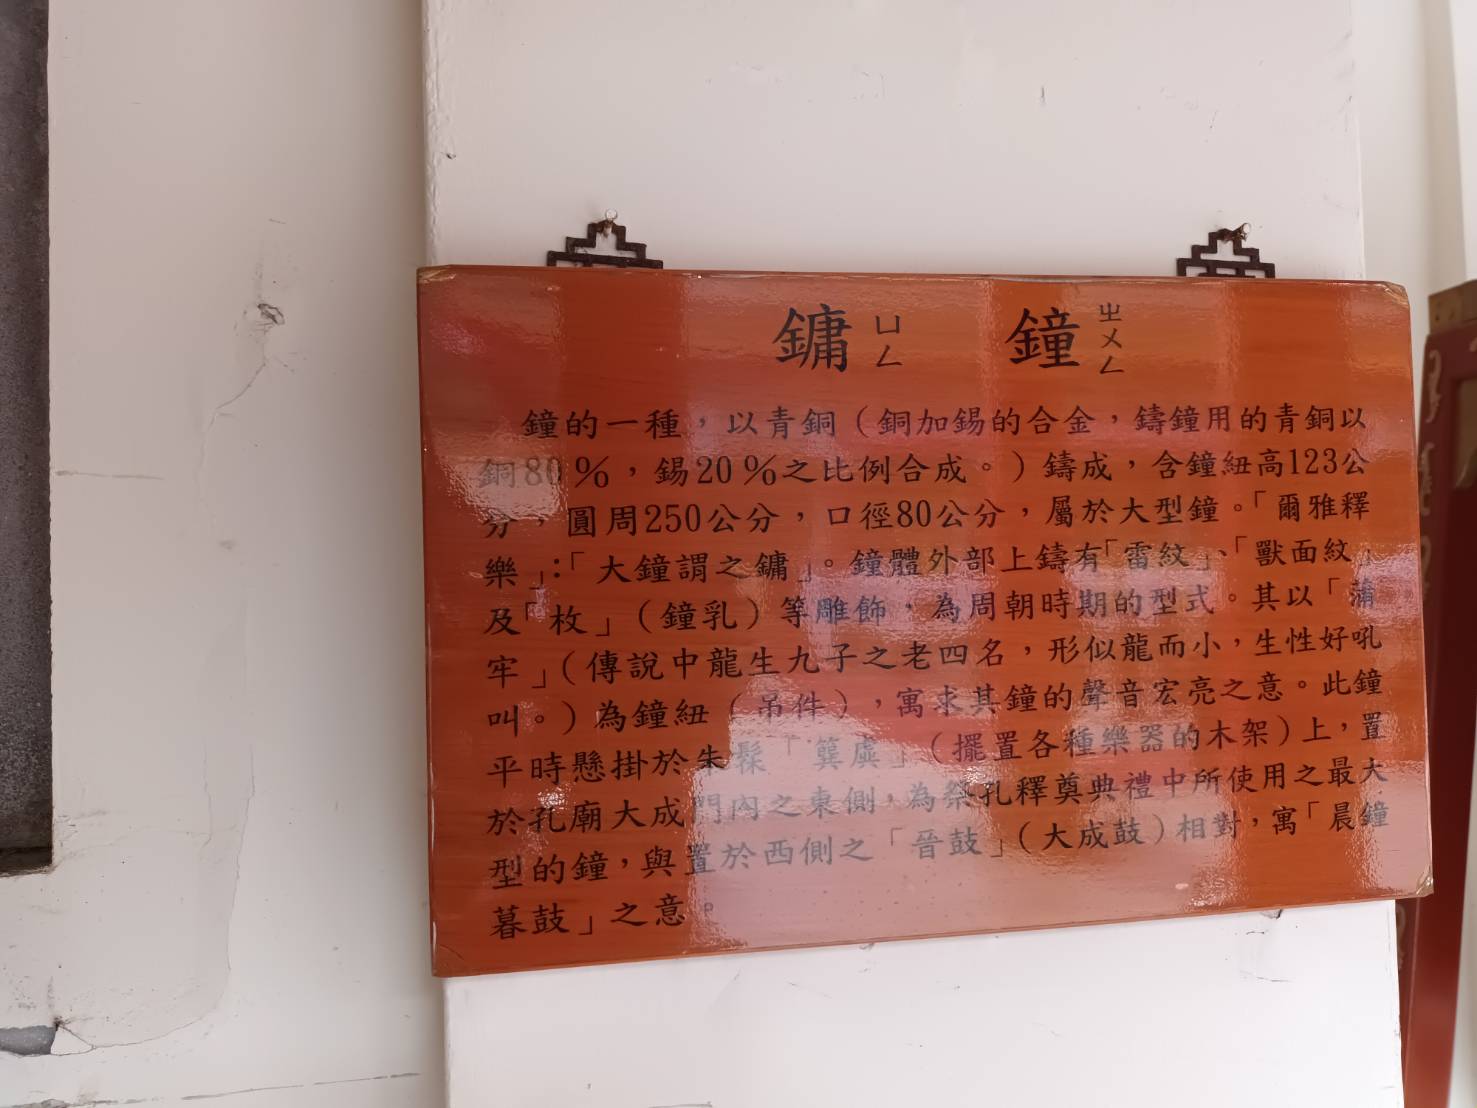 鏞ㄩㄥ 鐘ㄓㄨㄥ
鐘的一種，以青銅（銅加錫的合金，鑄鐘用的青銅以
銅80％，錫20％之比例合成。）鑄成，含鐘紐高123公
分，圓周250公分，口徑80公分，屬於大型鐘。「爾雅釋
樂」：「大鐘謂之鏞」。鐘體外部上鑄有「雷紋」、「獸面紋」
及「枚」（鐘乳）等雕飾，為周朝時期的型式。其以「蒲
牢」（傳說中龍生九子之老四名，形似龍而小，生性好吼
叫。）為鐘紐（吊件），寓求其鐘的聲音宏亮之意。此鐘
平時懸掛於朱髹「簨虡」（擺置各種樂器的木架）上，置
於孔廟大成門內之東側，為祭孔釋奠典禮中所使用之最大
型的鐘，與置於西側之「晉鼓」（大成鼓）相對，寓「晨鐘
暮鼓」之意。